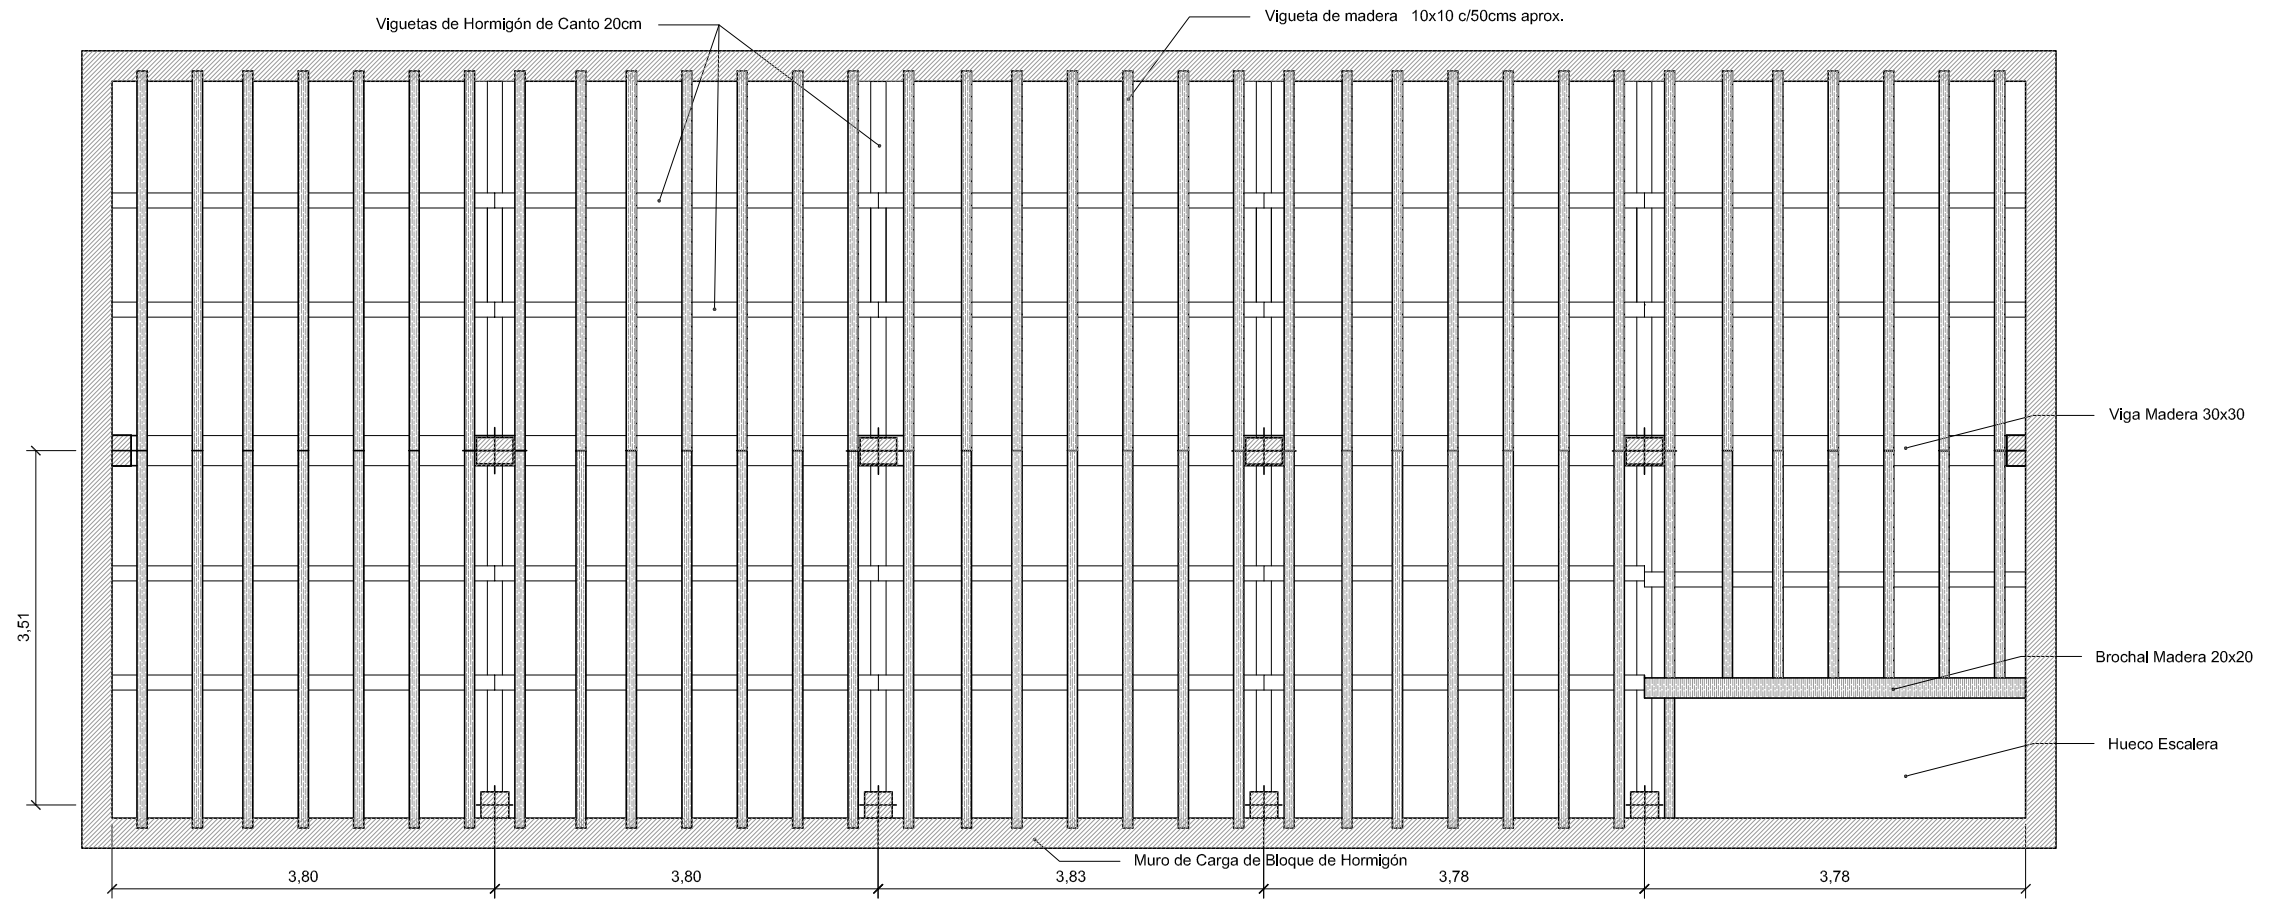 Viguetas de Hormigón de Canto 20cm
Vigueta de madera 10x10 c/50cms aprox.
Viga Madera 30x30
3,51
Brochal Madera 20x20
Hueco Escalera
Muro de Carga de Bloque de Hormigón
3,80
3,80
3,83
3,78
3,78